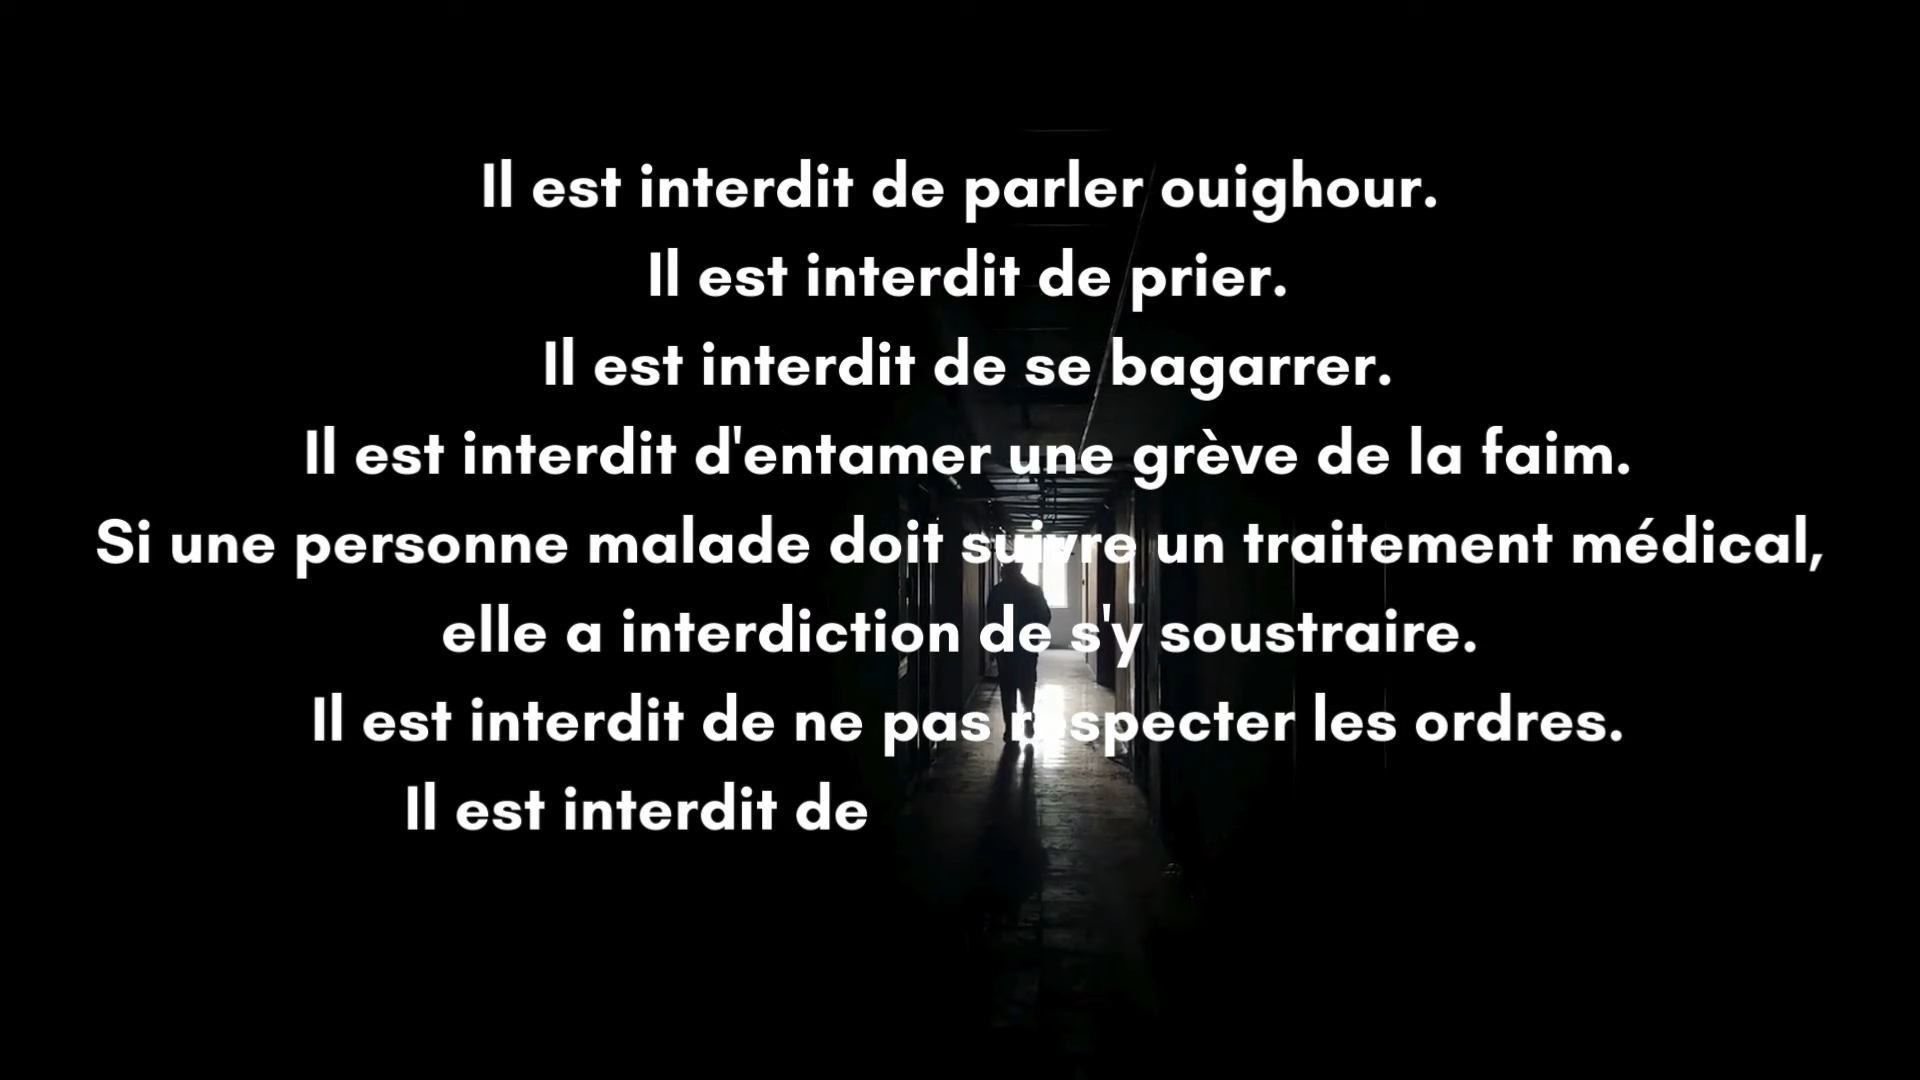 Il est interdit de parler ouighour.
Il est interdit de prier.
Il est interdit de se bagarrer.
Il est interdit d'entamer une grève de la faim.
Si une personne malade doit suivre un traitement médical,
elle a interdiction de s'y soustraire.
Il est interdit de ne pas respecter les ordres.
Il est interdit de